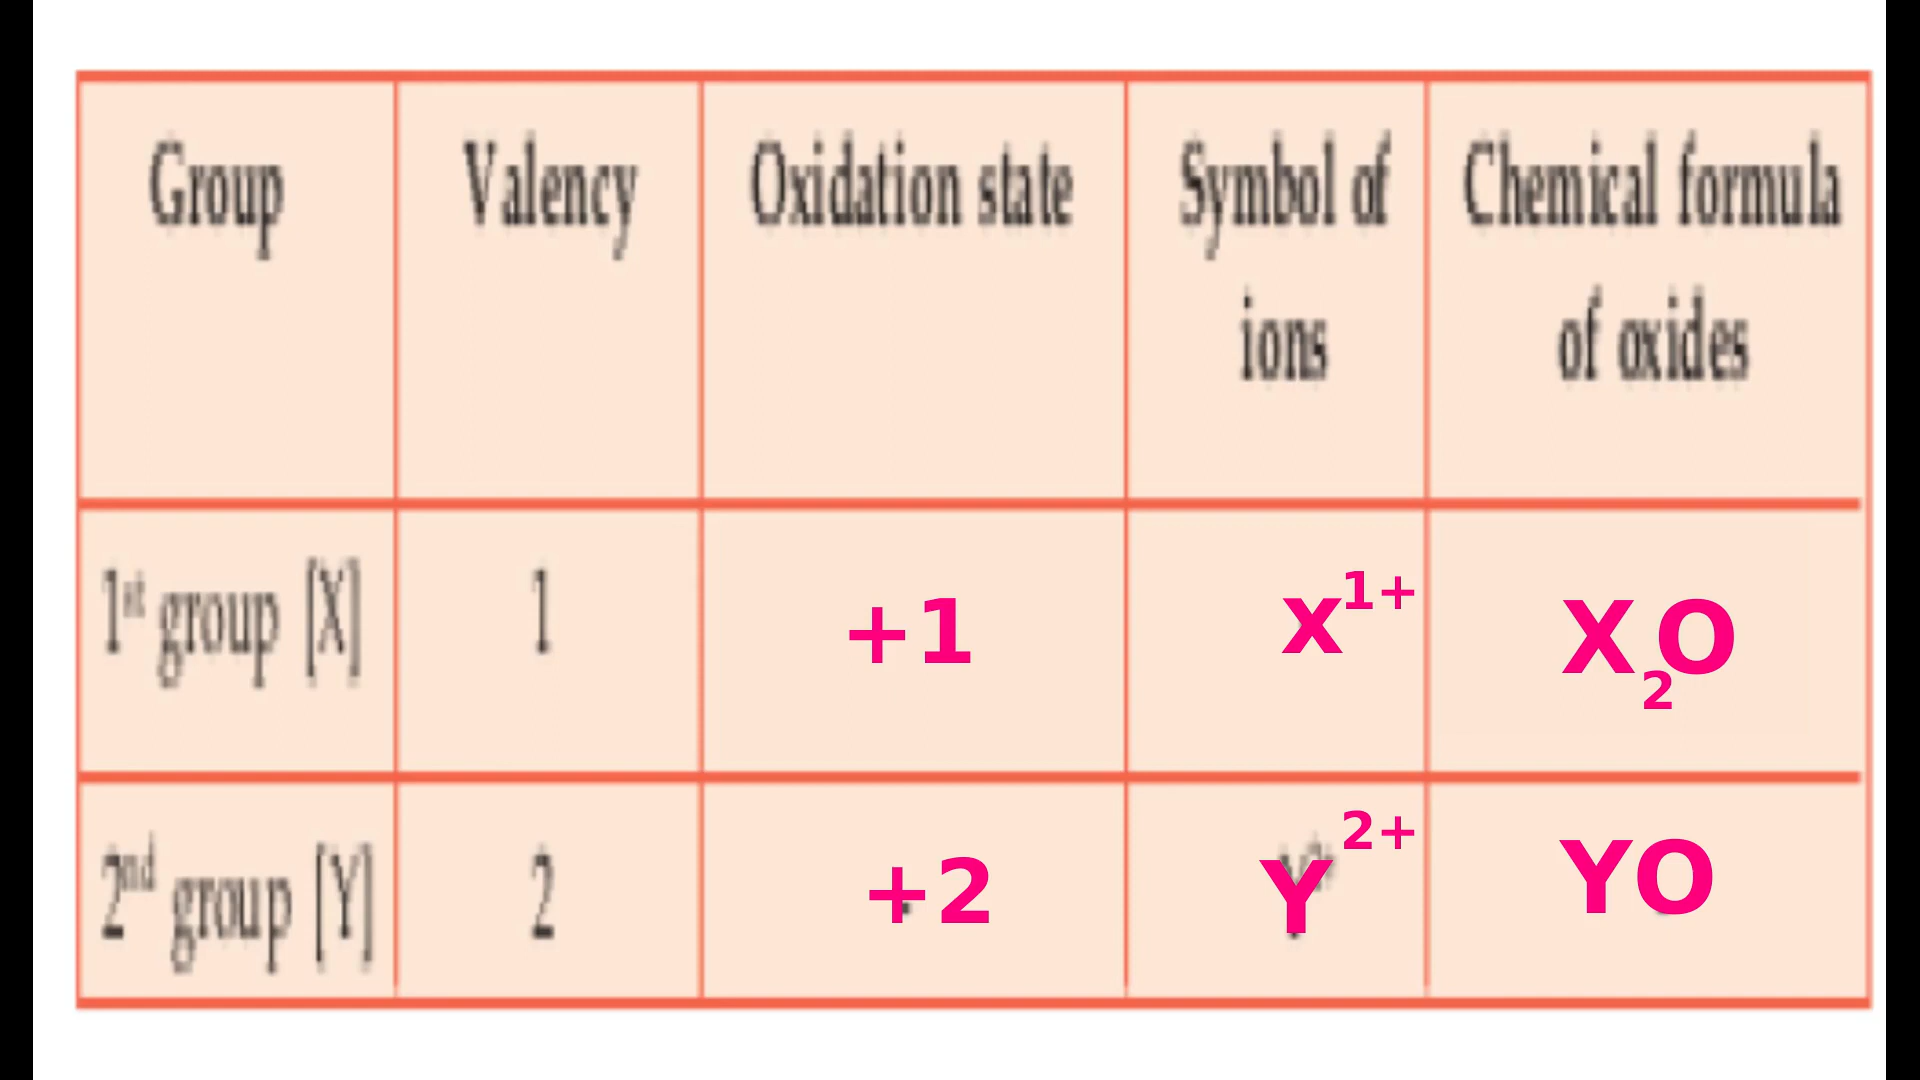 Group Valency Oxidation state Symbol of ions Chemical formula of oxides
1st group [X] 1 +1 x1+ X2O
2nd group [Y] 2 +2 Y2+ YO